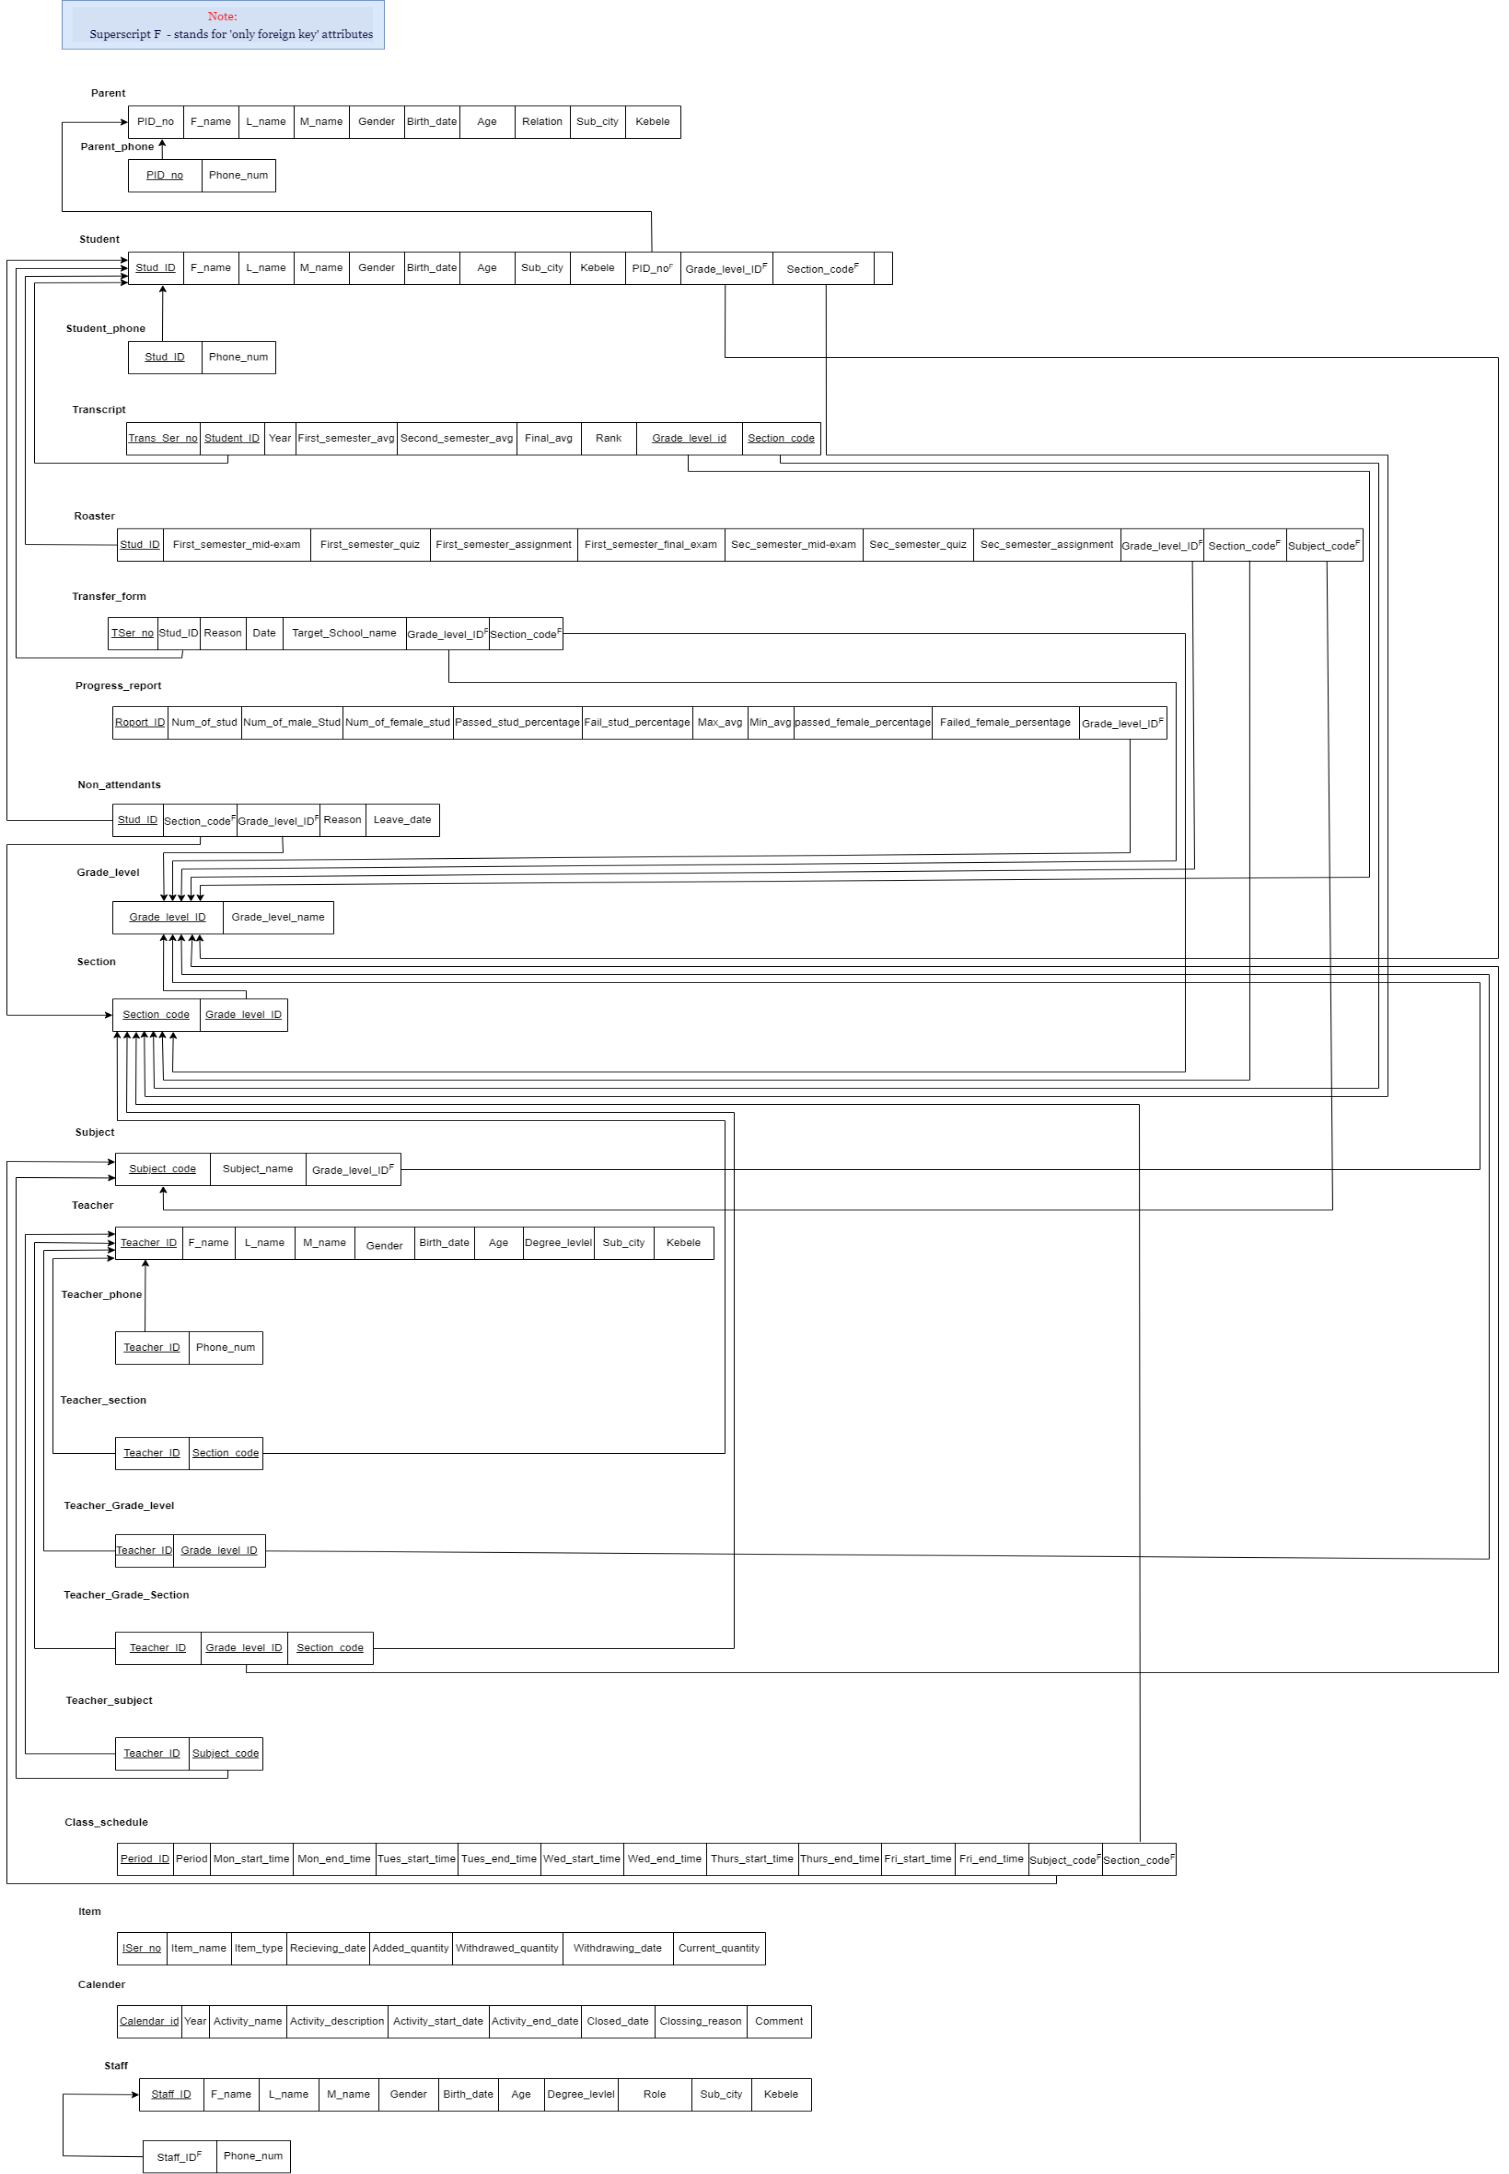 Note:
Superscript F - stands for 'only foreign key' attributes
Parent
PID_no F_name L_name M_name Gender Birth_date Age Relation Sub_city Kebele
Parent_phone
PID_no Phone_num
Student
Stud_ID F_name L_name M_name Gender Birth_date Age Sub_city Kebele PID_noF Grade_level_IDF Section_codeF
Student_phone
Stud_ID Phone_num
Transcript
Trans_Ser_no Student_ID Year First_semester_avg Second_semester_avg Final_avg Rank Grade_level_id Section_code
Roaster
Stud_ID First_semester_mid-exam First_semester_quiz First_semester_assignment First_semester_final_exam Sec_semester_mid-exam Sec_semester_quiz Sec_semester_assignment Grade_level_IDF Section_codeF Subject_codeF
Transfer_form
TSer_no Stud_ID Reason Date Target_School_name Grade_level_IDF Section_codeF
Progress_report
Roport_ID Num_of_stud Num_of_male_Stud Num_of_female_stud Passed_stud_percentage Fail_stud_percentage Max_avg Min_avg passed_female_percentage Failed_female_persentage Grade_level_IDF
Non_attendants
Stud_ID Section_codeF Grade_level_IDF Reason Leave_date
Grade_level
Grade_level_ID Grade_level_name
Section
Section_code Grade_level_ID
Subject
Subject_code Subject_name Grade_level_IDF
Teacher
Teacher_ID F_name L_name M_name Gender Birth_date Age Degree_levlel Sub_city Kebele
Teacher_phone
Teacher_ID Phone_num
Teacher_section
Teacher_ID Section_code
Teacher_Grade_level
Teacher_ID Grade_level_ID
Teacher_Grade_Section
Teacher_ID Grade_level_ID Section_code
Teacher_subject
Teacher_ID Subject_code
Class_schedule
Period_ID Period Mon_start_time Mon_end_time Tues_start_time Tues_end_time Wed_start_time Wed_end_time Thurs_start_time Thurs_end_time Fri_start_time Fri_end_time Subject_codeF Section_codeF
Item
ISer_no Item_name Item_type Recieving_date Added_quantity Withdrawed_quantity Withdrawing_date Current_quantity
Calender
Calendar_id Year Activity_name Activity_description Activity_start_date Activity_end_date Closed_date Clossing_reason Comment
Staff
Staff_ID F_name L_name M_name Gender Birth_date Age Degree_levlel Role Sub_city Kebele
Staff_IDF Phone_num